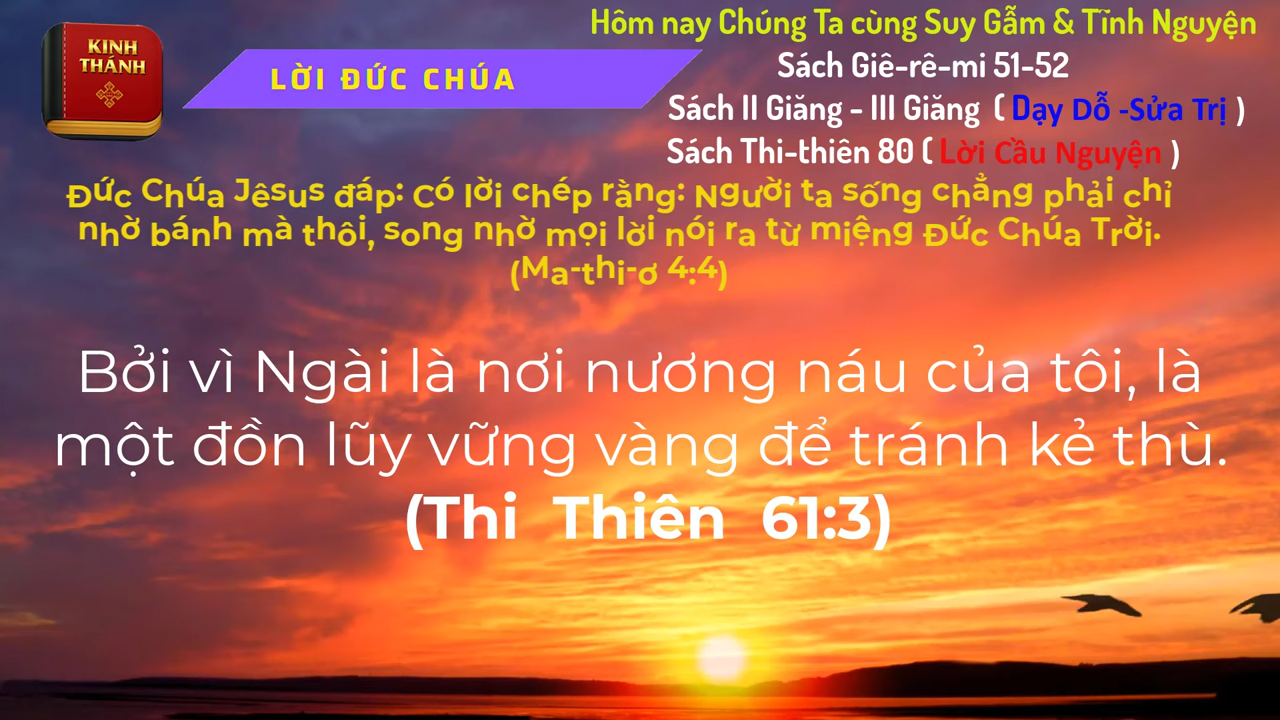 KINH
THÁNH
LỜI ĐỨC CHÚA
Hôm nay Chúng Ta cùng Suy Gẫm & Tĩnh Nguyện
Sách Giê-rê-mi 51-52
Sách II Giăng - III Giăng ( Dạy Dỗ -Sửa Trị )
Sách Thi-thiên 80 ( Lời Cầu Nguyện )
Đức Chúa Jêsus đáp: Có lời chép rằng: Người ta sống chẳng phải chỉ
nhờ bánh mà thôi, song nhờ mọi lời nói ra từ miệng Đức Chúa Trời.
(Ma-thi-ơ 4:4)
Bởi vì Ngài là nơi nương náu của tôi, là
một đồn lũy vững vàng để tránh kẻ thù.
(Thi Thiên 61:3)